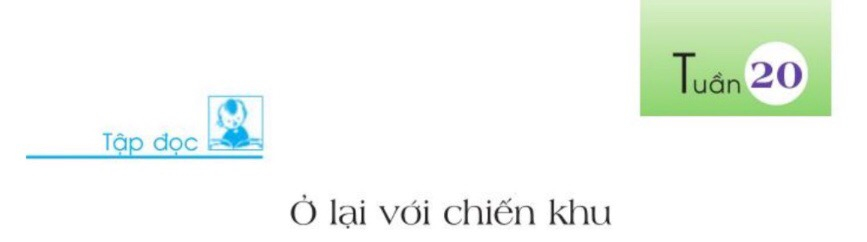 Tuần 20
Tập đọc
Ở lại với chiến khu